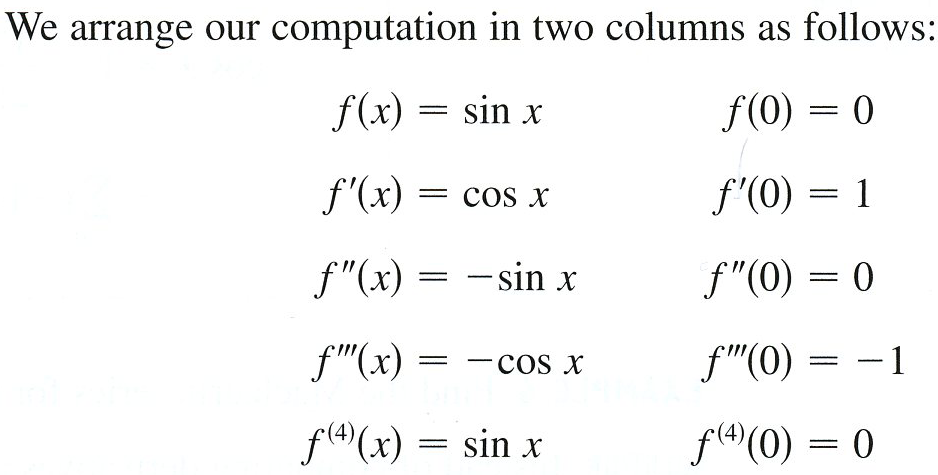 We arrange our computation in two columns as follows:
f(x) = sin x f(0) = 0
f′(x) = cos x f′(0) = 1
f″(x) = −sin x f″(0) = 0
f‴(x) = −cos x f‴(0) = −1
f⁽⁴⁾(x) = sin x f⁽⁴⁾(0) = 0